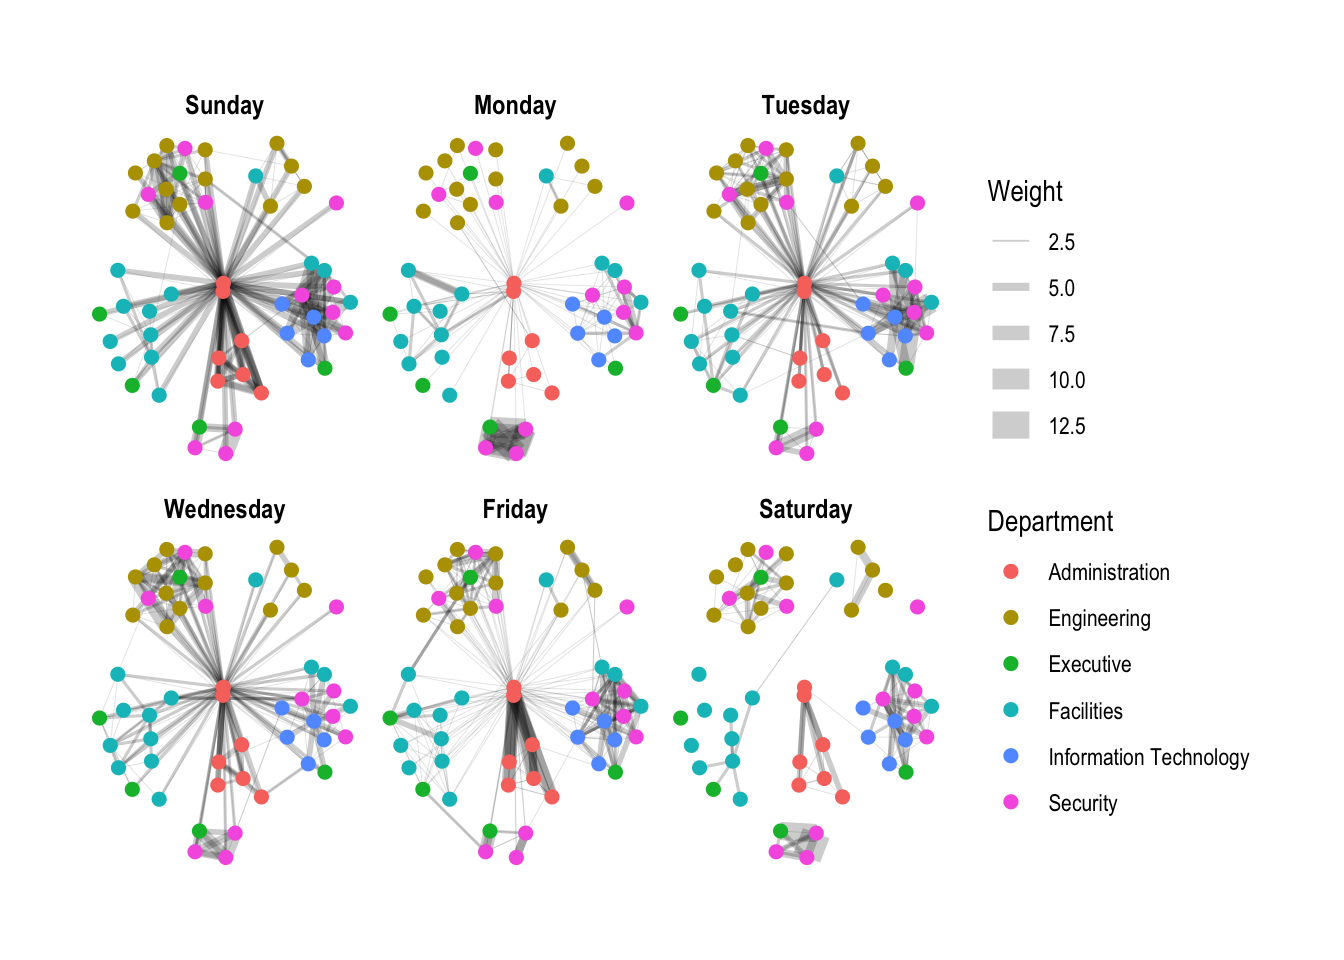 Sunday
Monday
Tuesday
Wednesday
Friday
Saturday
Weight
2.5
5.0
7.5
10.0
12.5
Department
Administration
Engineering
Executive
Facilities
Information Technology
Security